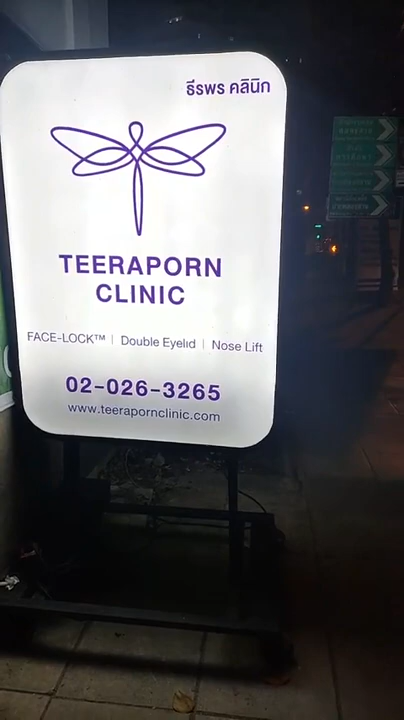 ธีรพร คลินิก
TEERAPORN
CLINIC
FACE-LOCK™ | Double Eyelid | Nose Lift
02-026-3265
www.teerapornclinic.com